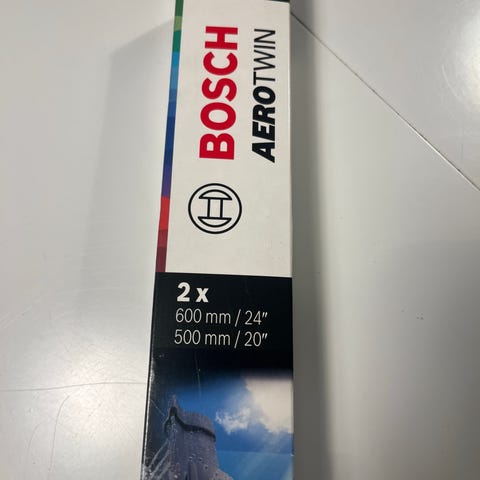 BOSCH
AEROTWIN
2 x
600 mm / 24"
500 mm / 20"